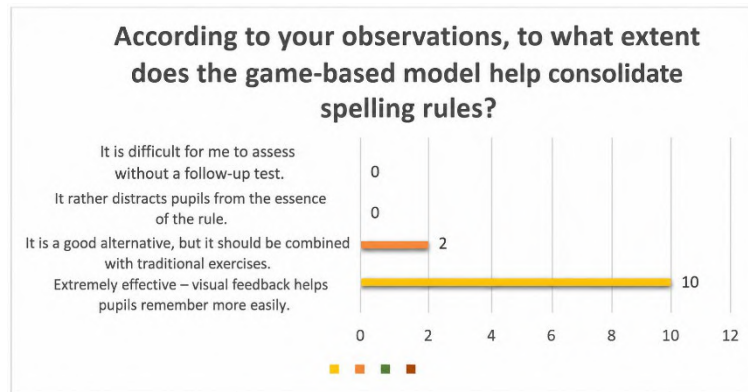 According to your observations, to what extent
does the game-based model help consolidate
spelling rules?
It is difficult for me to assess
without a follow-up test.
0
It rather distracts pupils from the essence
of the rule.
0
It is a good alternative, but it should be combined
with traditional exercises.
2
Extremely effective – visual feedback helps
pupils remember more easily.
10
0 2 4 6 8 10 12